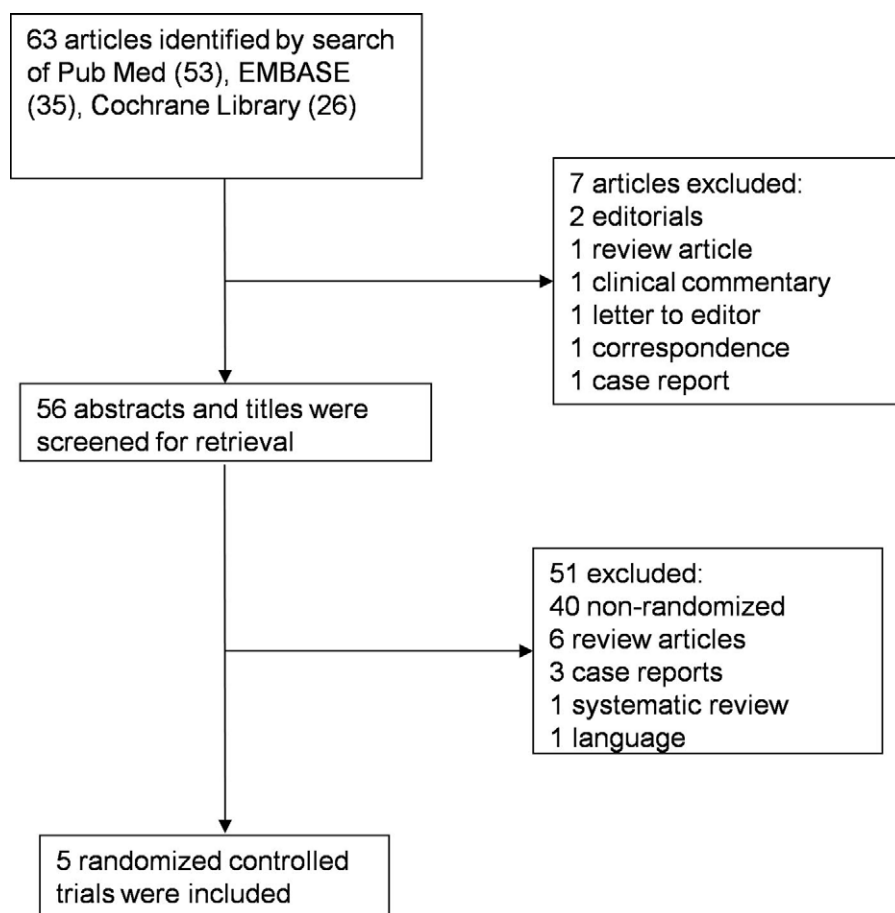 63 articles identified by search
of Pub Med (53), EMBASE
(35), Cochrane Library (26)
7 articles excluded:
2 editorials
1 review article
1 clinical commentary
1 letter to editor
1 correspondence
1 case report
56 abstracts and titles were
screened for retrieval
51 excluded:
40 non-randomized
6 review articles
3 case reports
1 systematic review
1 language
5 randomized controlled
trials were included